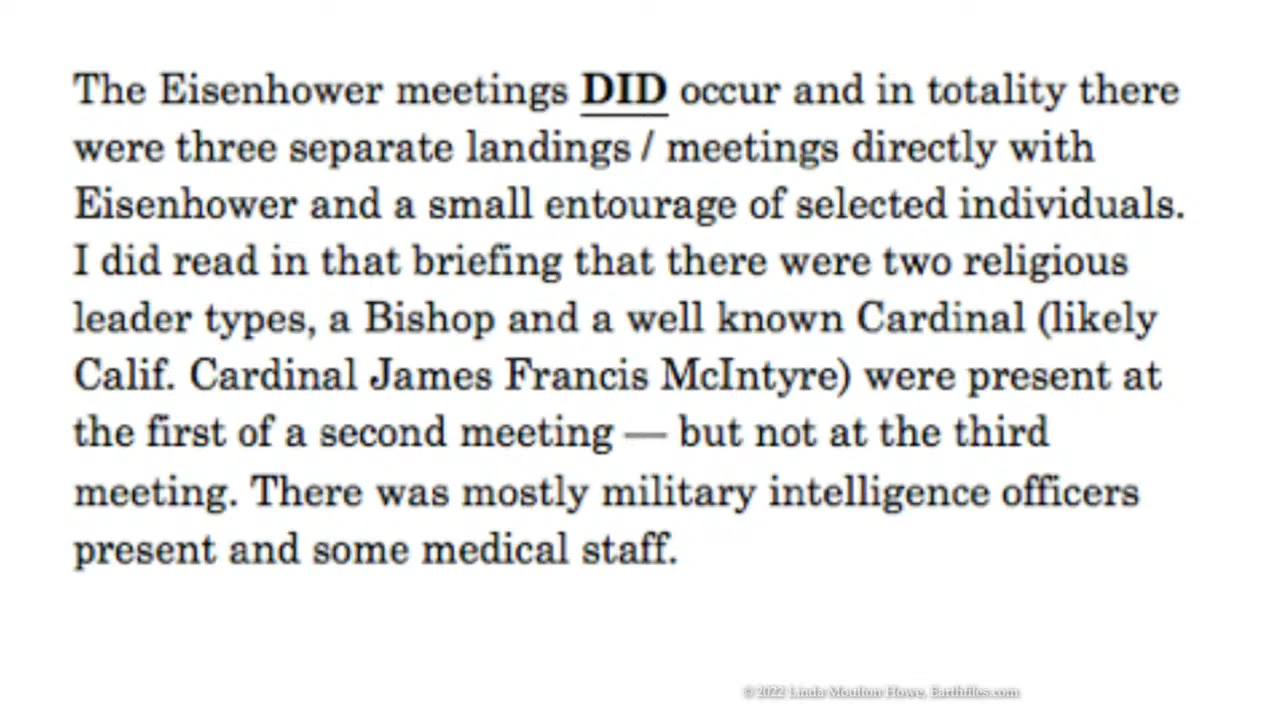 The Eisenhower meetings DID occur and in totality there
were three separate landings / meetings directly with
Eisenhower and a small entourage of selected individuals.
I did read in that briefing that there were two religious
leader types, a Bishop and a well known Cardinal (likely
Calif. Cardinal James Francis McIntyre) were present at
the first of a second meeting — but not at the third
meeting. There was mostly military intelligence officers
present and some medical staff.
© 2022 Linda Moulton Howe, Earthfiles.com